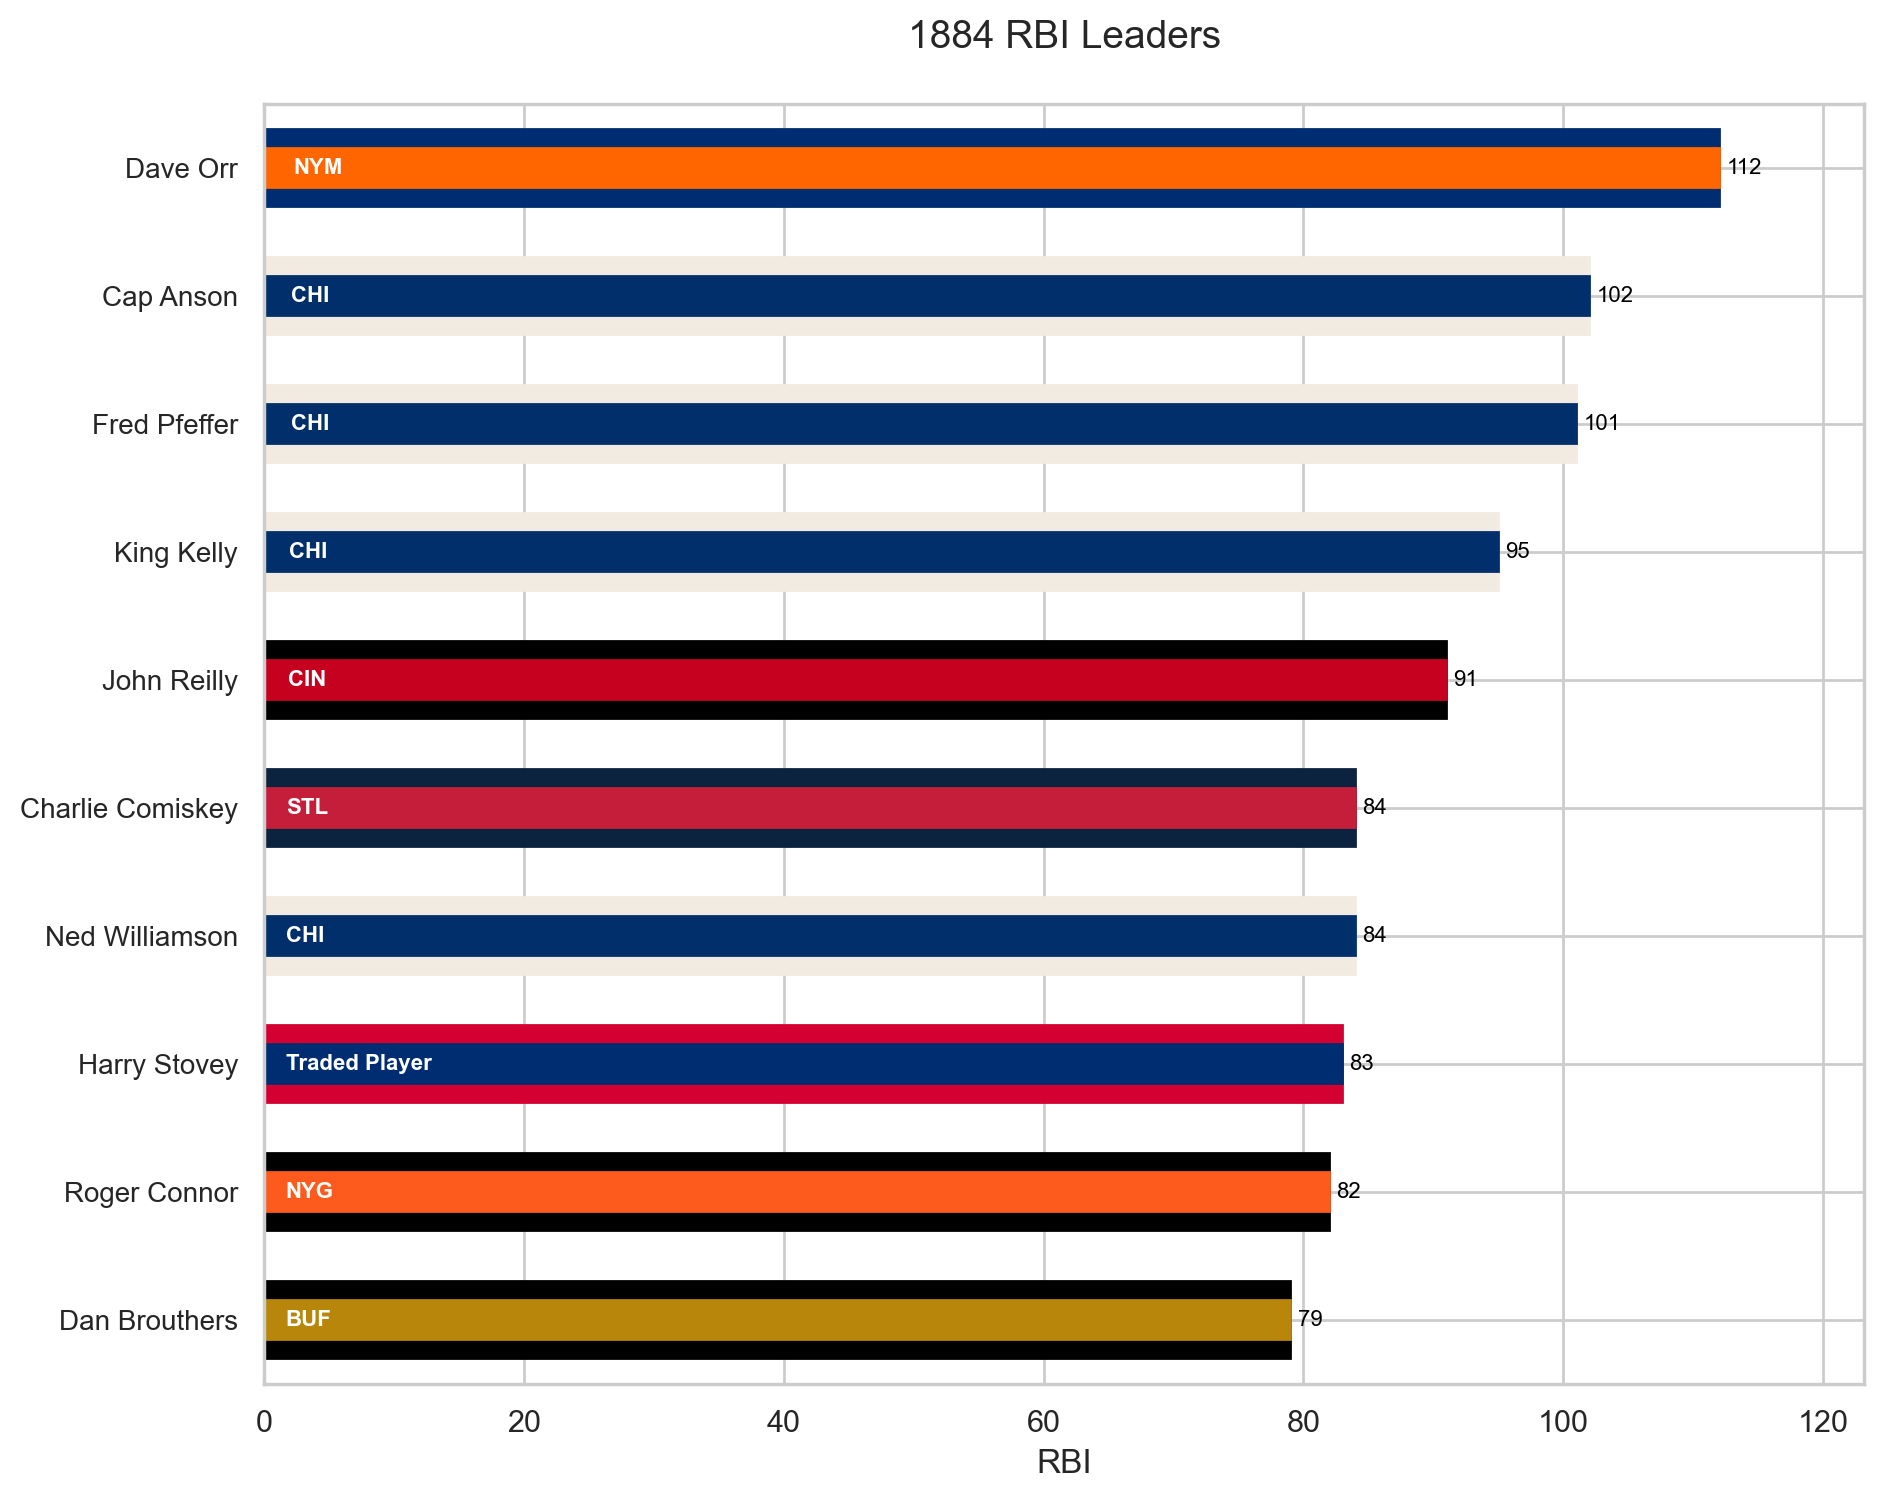 1884 RBI Leaders
Dave Orr NYM 112
Cap Anson CHI 102
Fred Pfeffer CHI 101
King Kelly CHI 95
John Reilly CIN 91
Charlie Comiskey STL 84
Ned Williamson CHI 84
Harry Stovey Traded Player 83
Roger Connor NYG 82
Dan Brouthers BUF 79
0 20 40 60 80 100 120
RBI